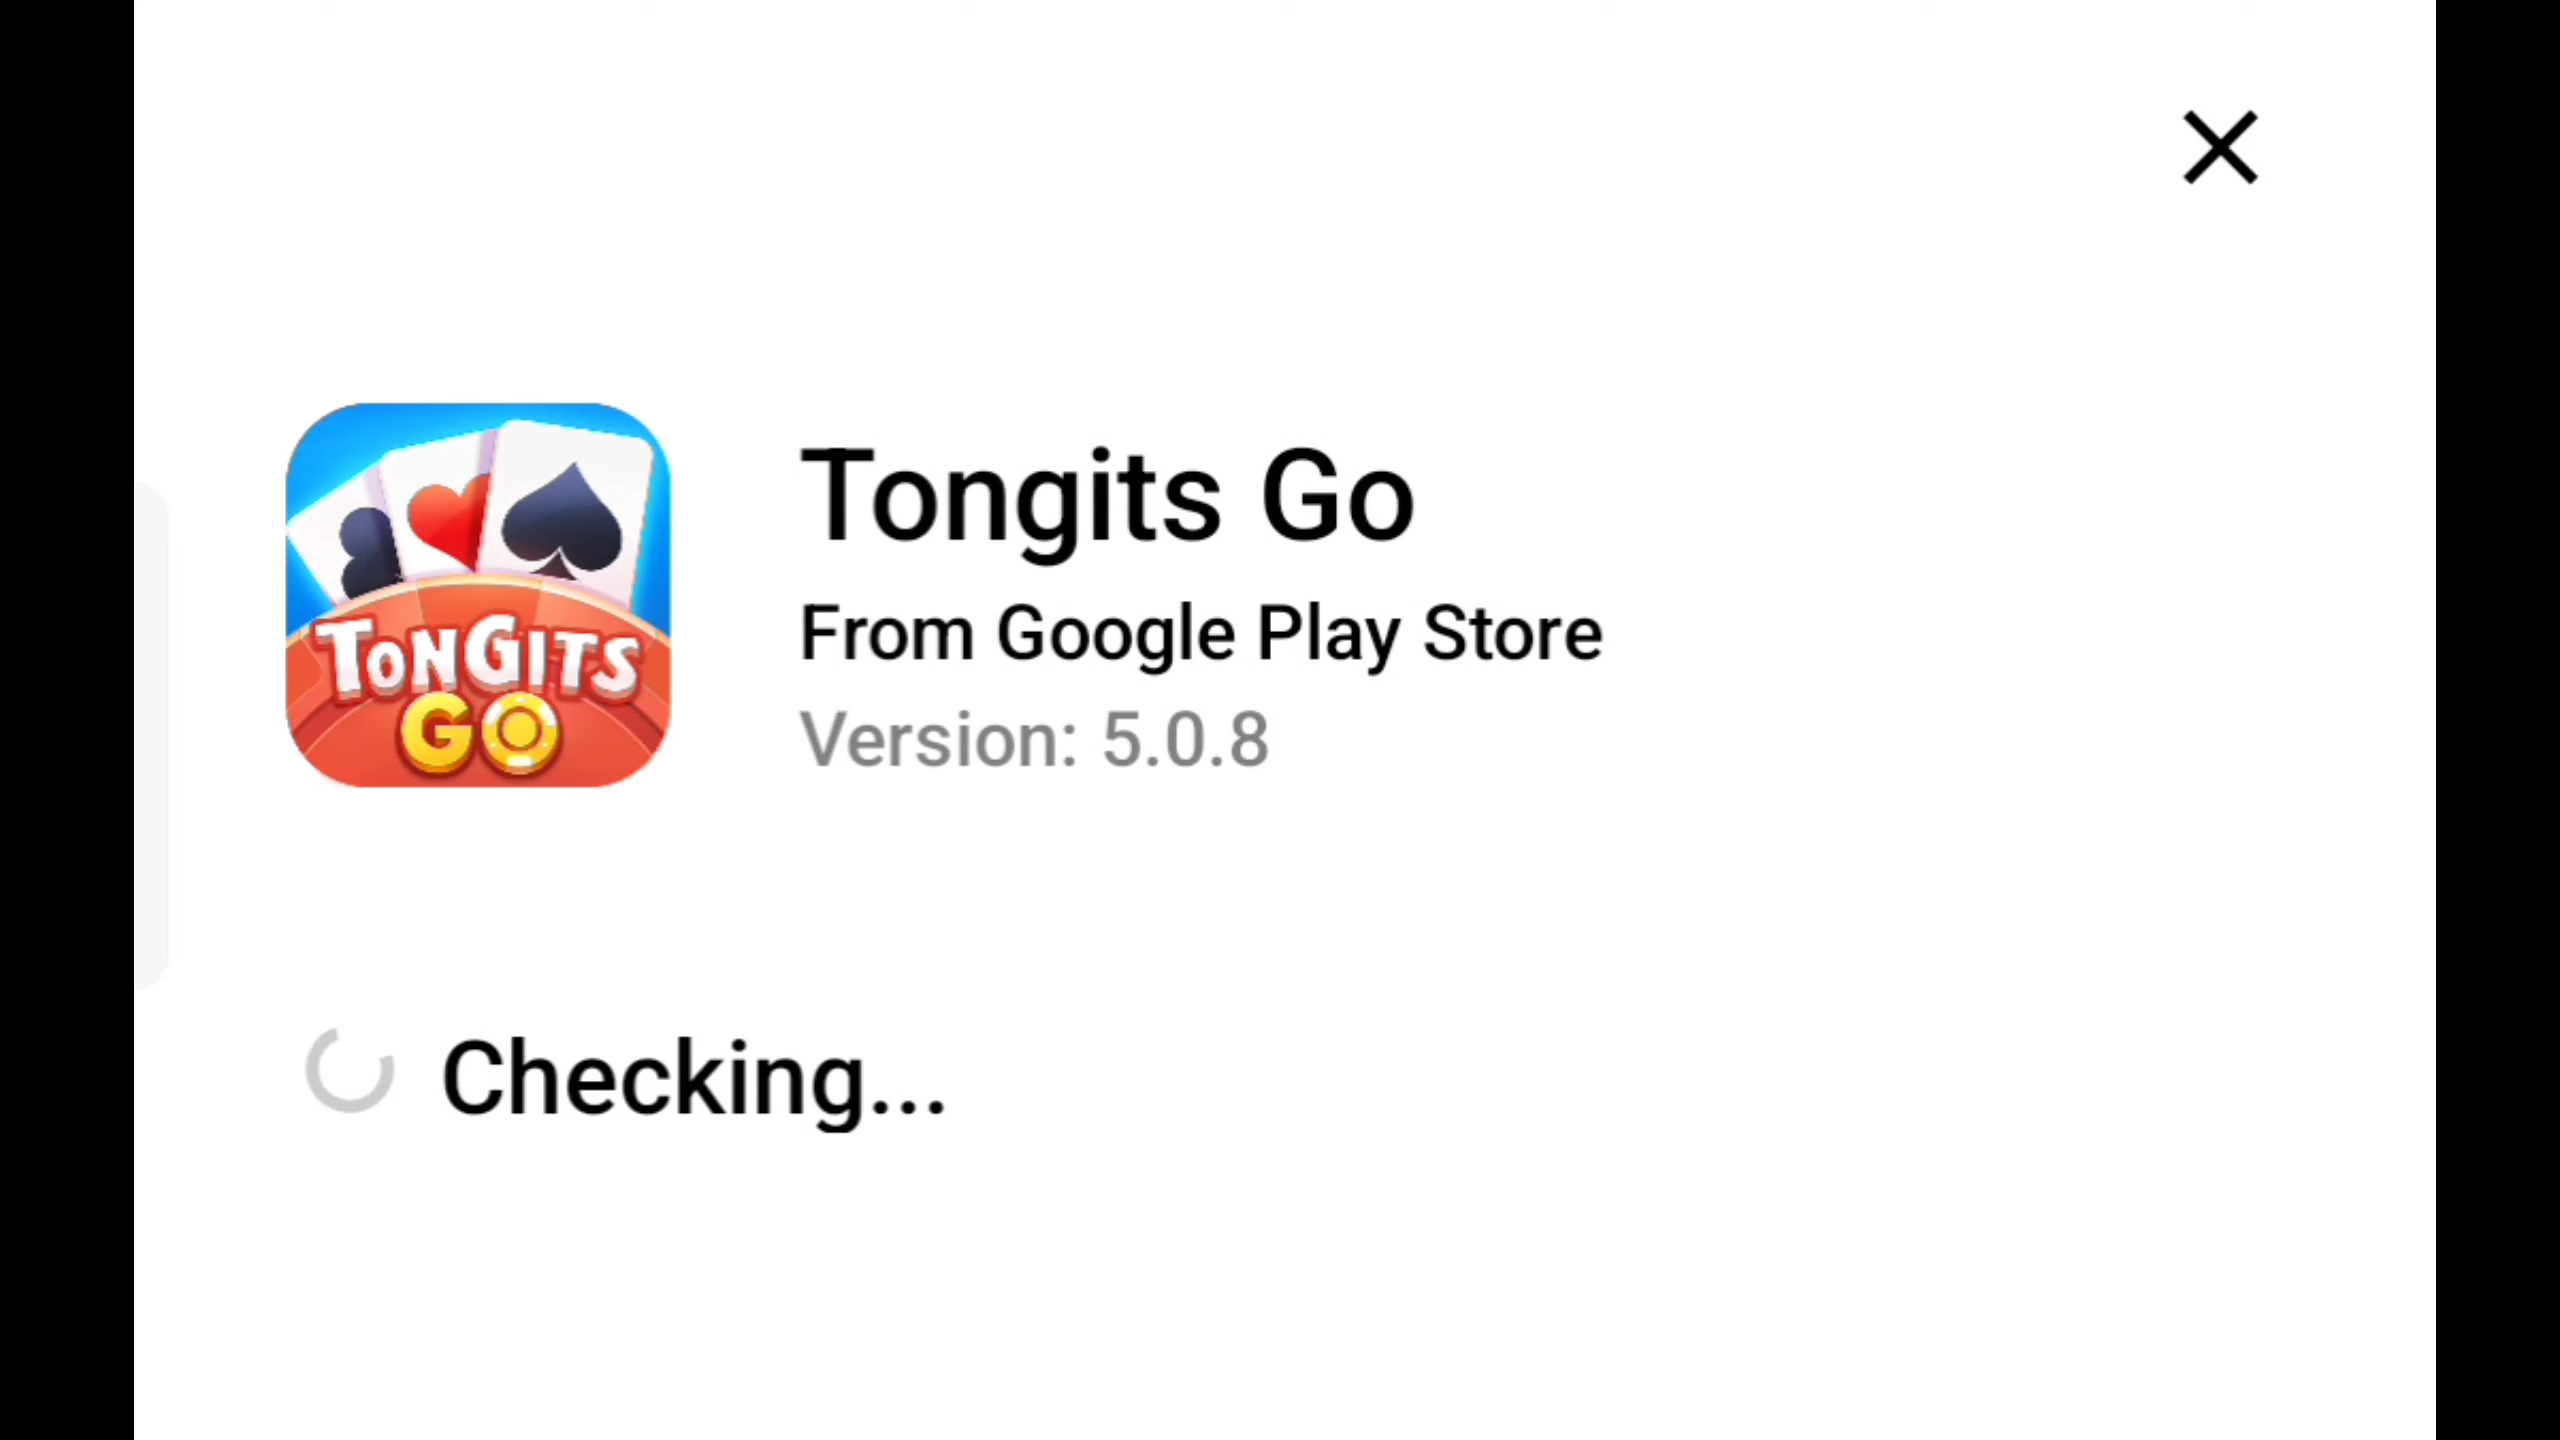 Tongits Go
From Google Play Store
Version: 5.0.8
TONGITS
GO
Checking...